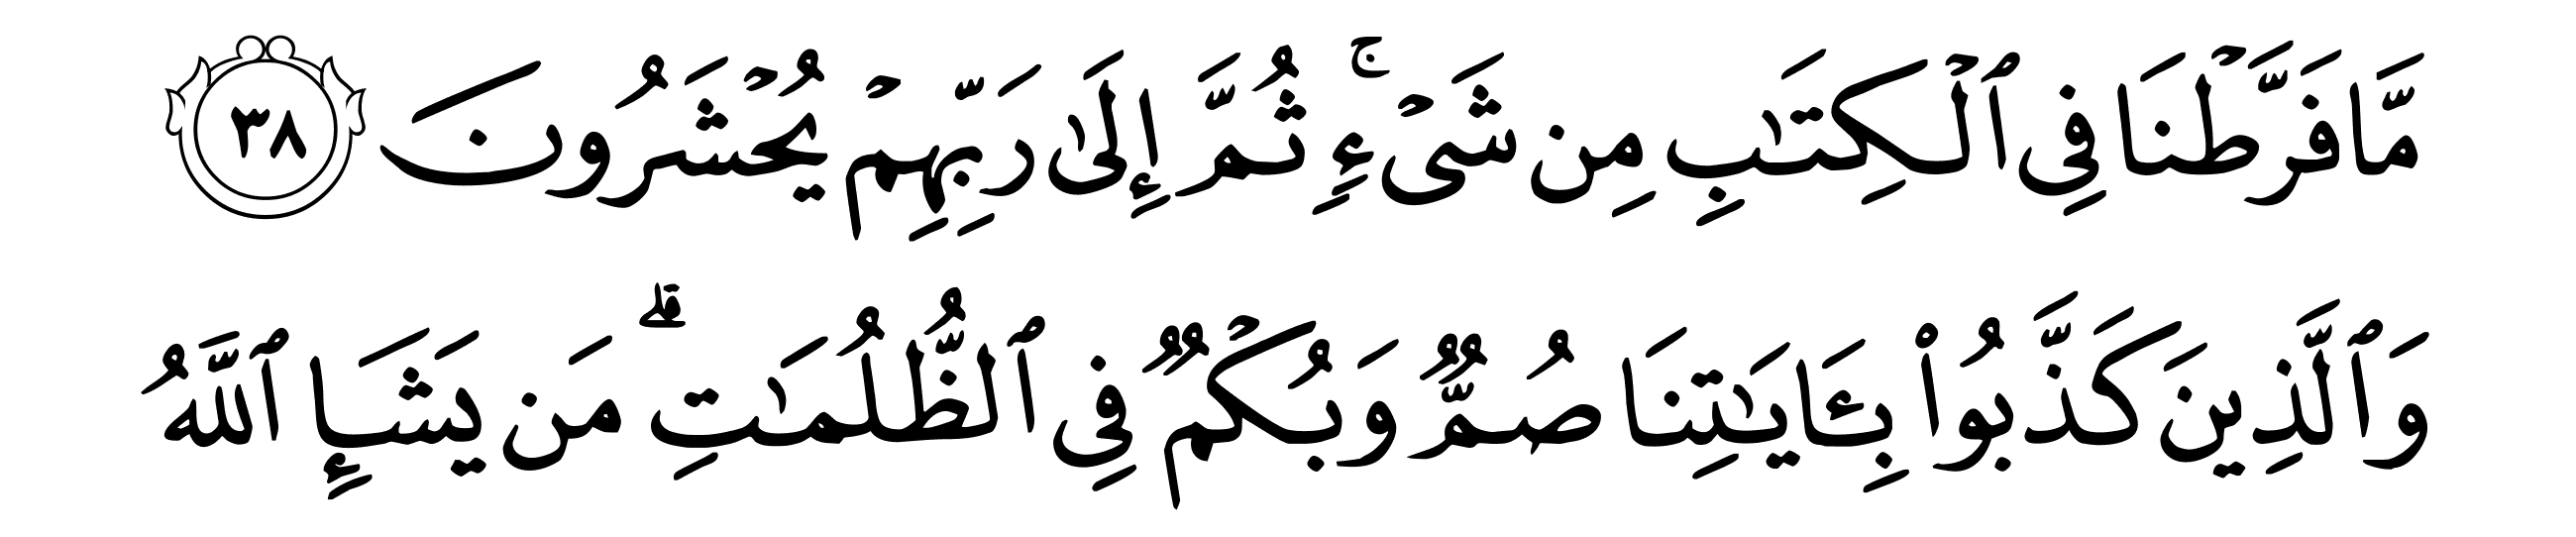 مَّا فَرَّطۡنَا فِي ٱلۡكِتَٰبِ مِن شَيۡءٖۚ ثُمَّ إِلَىٰ رَبِّهِمۡ يُحۡشَرُونَ ٣٨
وَٱلَّذِينَ كَذَّبُواْ بِـَٔايَٰتِنَا صُمّٞ وَبُكۡمٞ فِي ٱلظُّلُمَٰتِۗ مَن يَشَإِ ٱللَّهُ